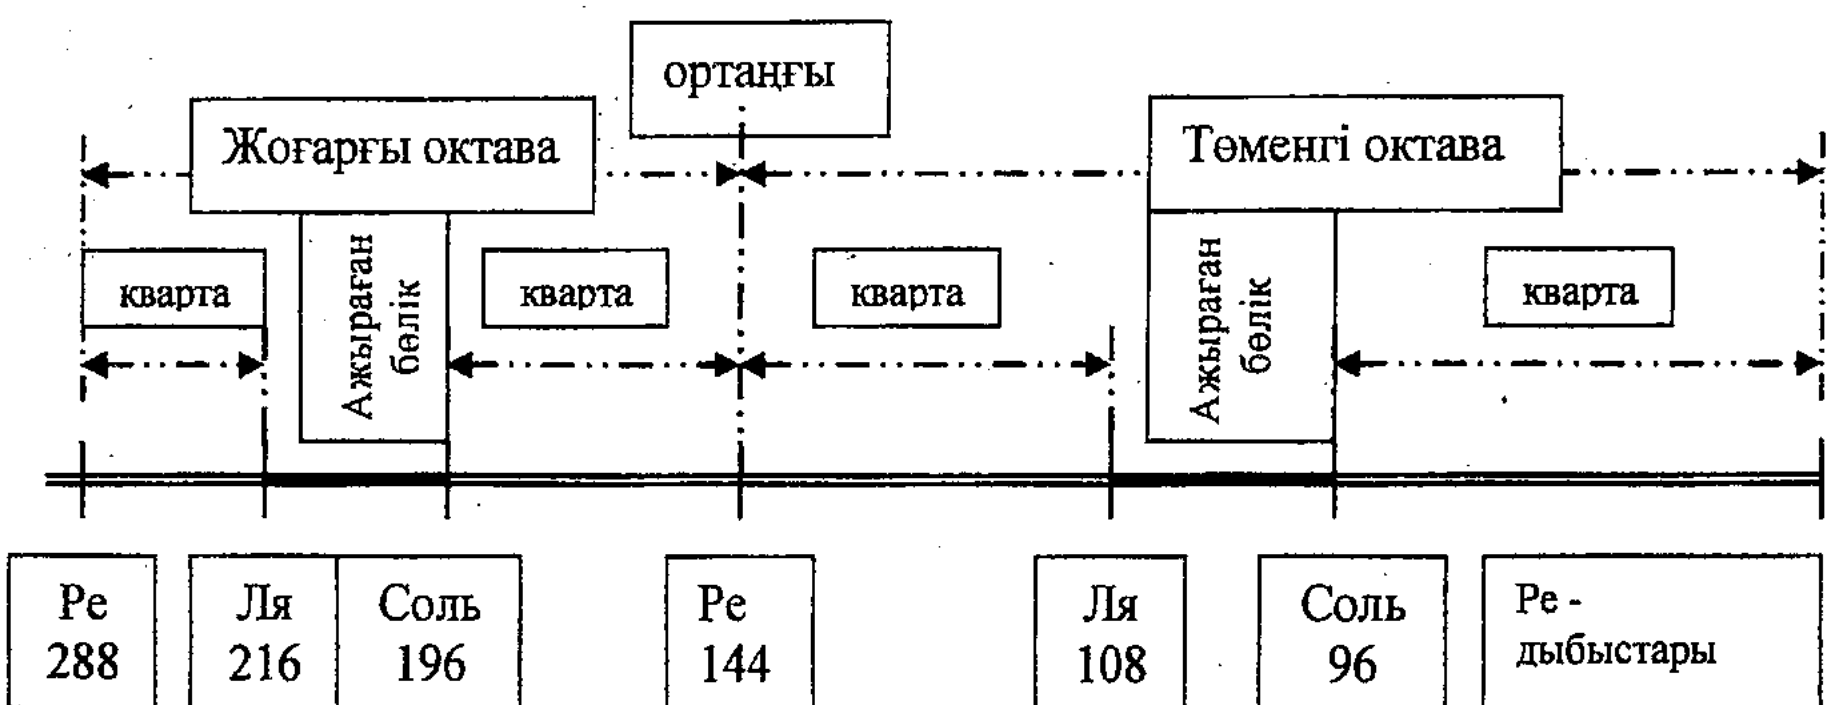 ортаңғы
Жоғарғы октава
Төменгі октава
кварта
Ажыраған
бөлік
кварта
кварта
Ажыраған
бөлік
кварта
Ре
288
Ля
216
Соль
196
Ре
144
Ля
108
Соль
96
Ре -
дыбыстары